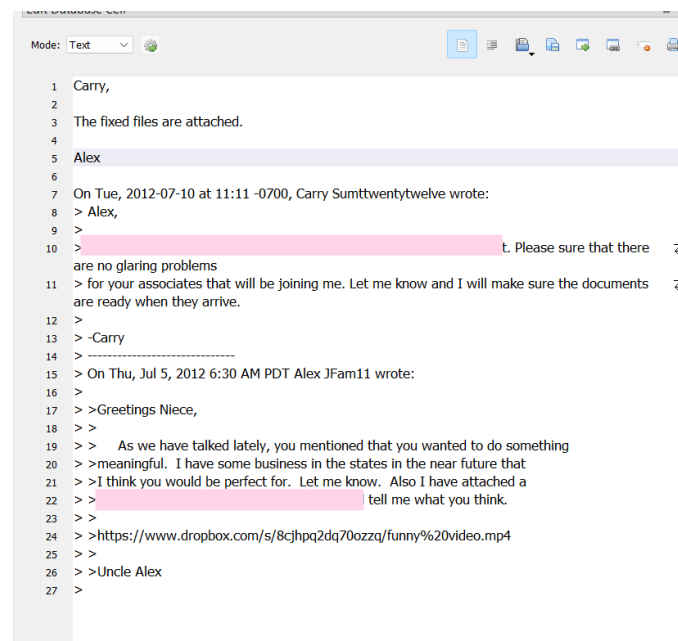 Edit Database Cell
Mode: Text
1 Carry,
2
3 The fixed files are attached.
4
5 Alex
6
7 On Tue, 2012-07-10 at 11:11 -0700, Carry Sumttwentytwelve wrote:
8 > Alex,
9 >
10 > t. Please sure that there
are no glaring problems
11 > for your associates that will be joining me. Let me know and I will make sure the documents
are ready when they arrive.
12 >
13 > -Carry
14 > ------------------------------
15 > On Thu, Jul 5, 2012 6:30 AM PDT Alex JFam11 wrote:
16 >
17 > >Greetings Niece,
18 > >
19 > > As we have talked lately, you mentioned that you wanted to do something
20 > >meaningful. I have some business in the states in the near future that
21 > >I think you would be perfect for. Let me know. Also I have attached a
22 > > tell me what you think.
23 > >
24 > >https://www.dropbox.com/s/8cjhpq2dq70ozzq/funny%20video.mp4
25 > >
26 > >Uncle Alex
27 >